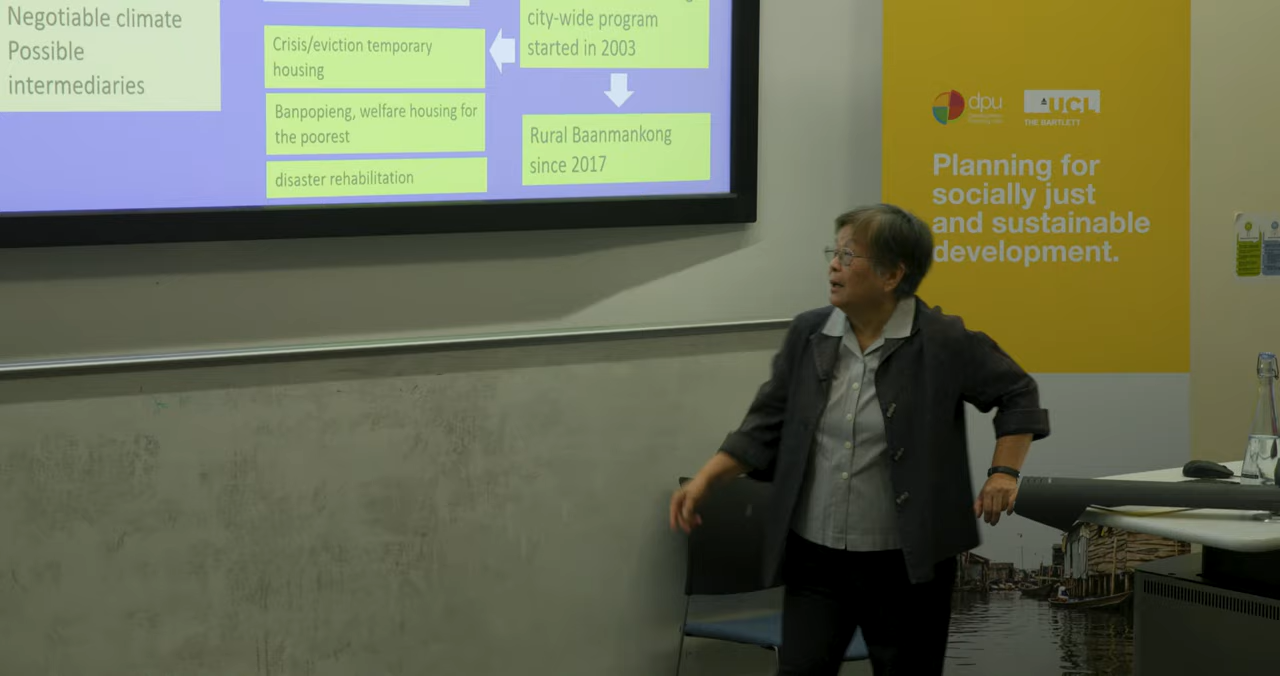 Negotiable climate
Possible
intermediaries
Crisis/eviction temporary
housing
Banpopieng, welfare housing for
the poorest
disaster rehabilitation
city-wide program
started in 2003
Rural Baanmankong
since 2017
dpu
UCL
THE BARTLETT
Planning for
socially just
and sustainable
development.